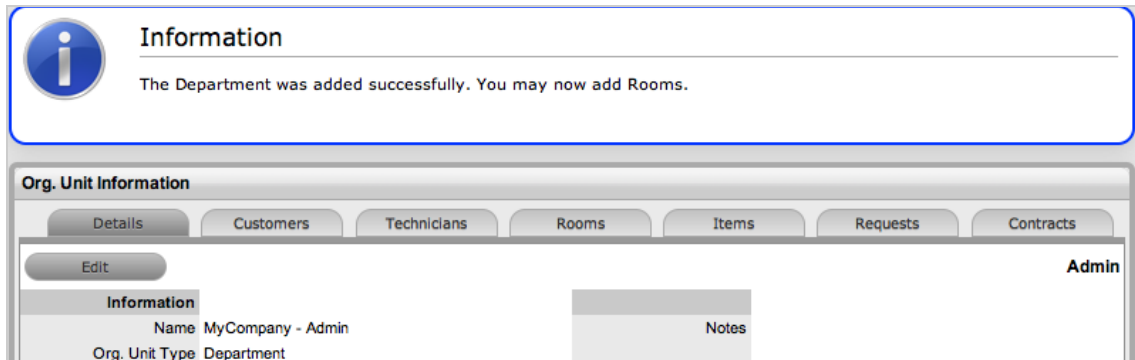 Information
The Department was added successfully. You may now add Rooms.
Org. Unit Information
Details Customers Technicians Rooms Items Requests Contracts
Edit Admin
Information
Name MyCompany - Admin Notes
Org. Unit Type Department